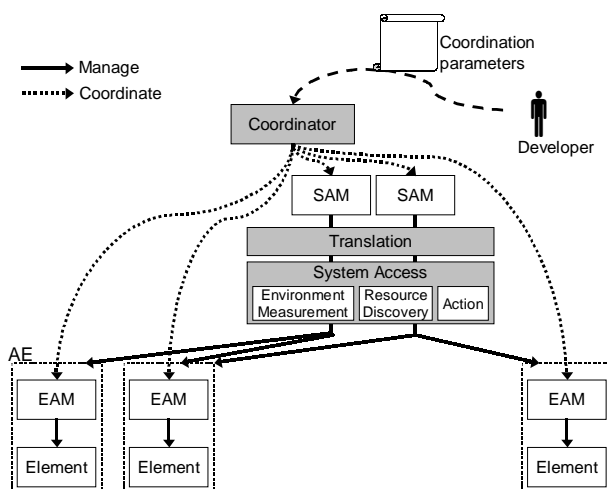 Coordination
parameters
Manage
Coordinate
Developer
Coordinator
SAM
SAM
Translation
System Access
Environment
Measurement
Resource
Discovery
Action
AE
EAM
EAM
EAM
Element
Element
Element